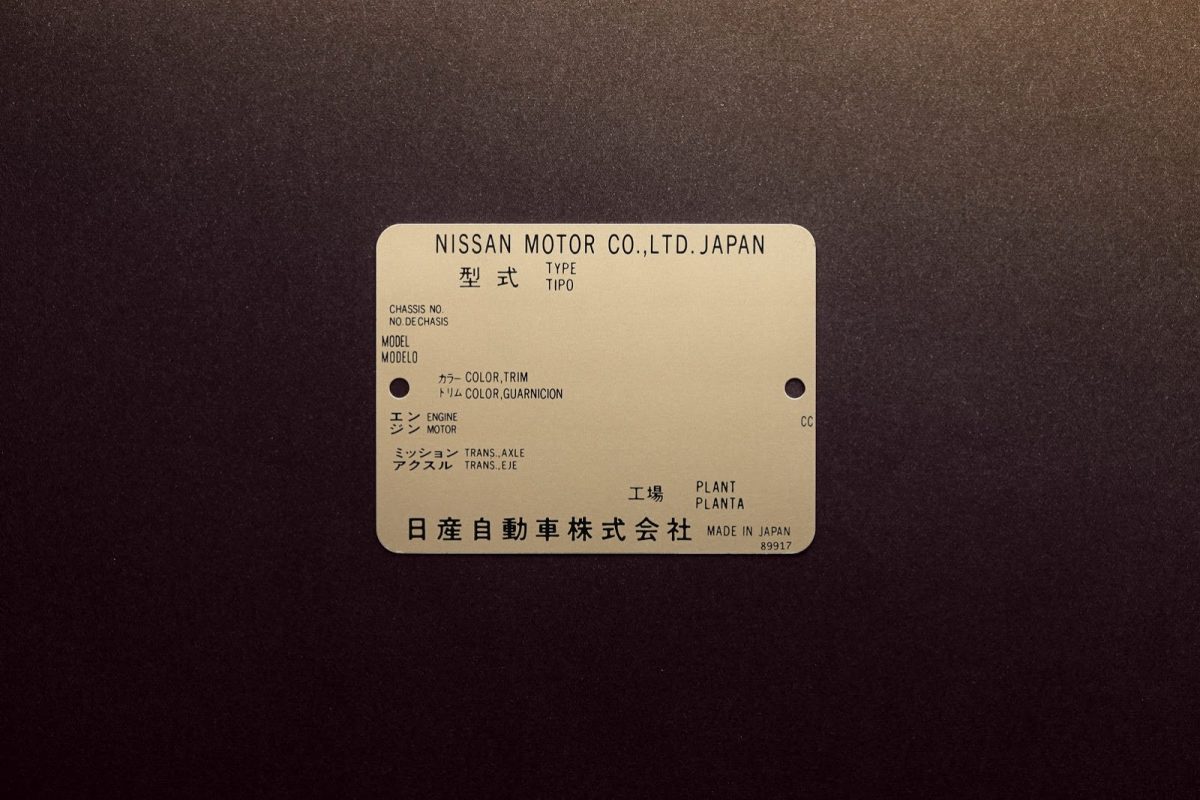 NISSAN MOTOR CO.,LTD. JAPAN
型式 TYPE
TIPO
CHASSIS NO.
NO. DE CHASIS
MODEL
MODELO
カラー COLOR,TRIM
トリム COLOR,GUARNICION
エン ENGINE
ジン MOTOR
CC
ミッション TRANS.,AXLE
アクスル TRANS.,EJE
工場 PLANT
PLANTA
日産自動車株式会社 MADE IN JAPAN
89917